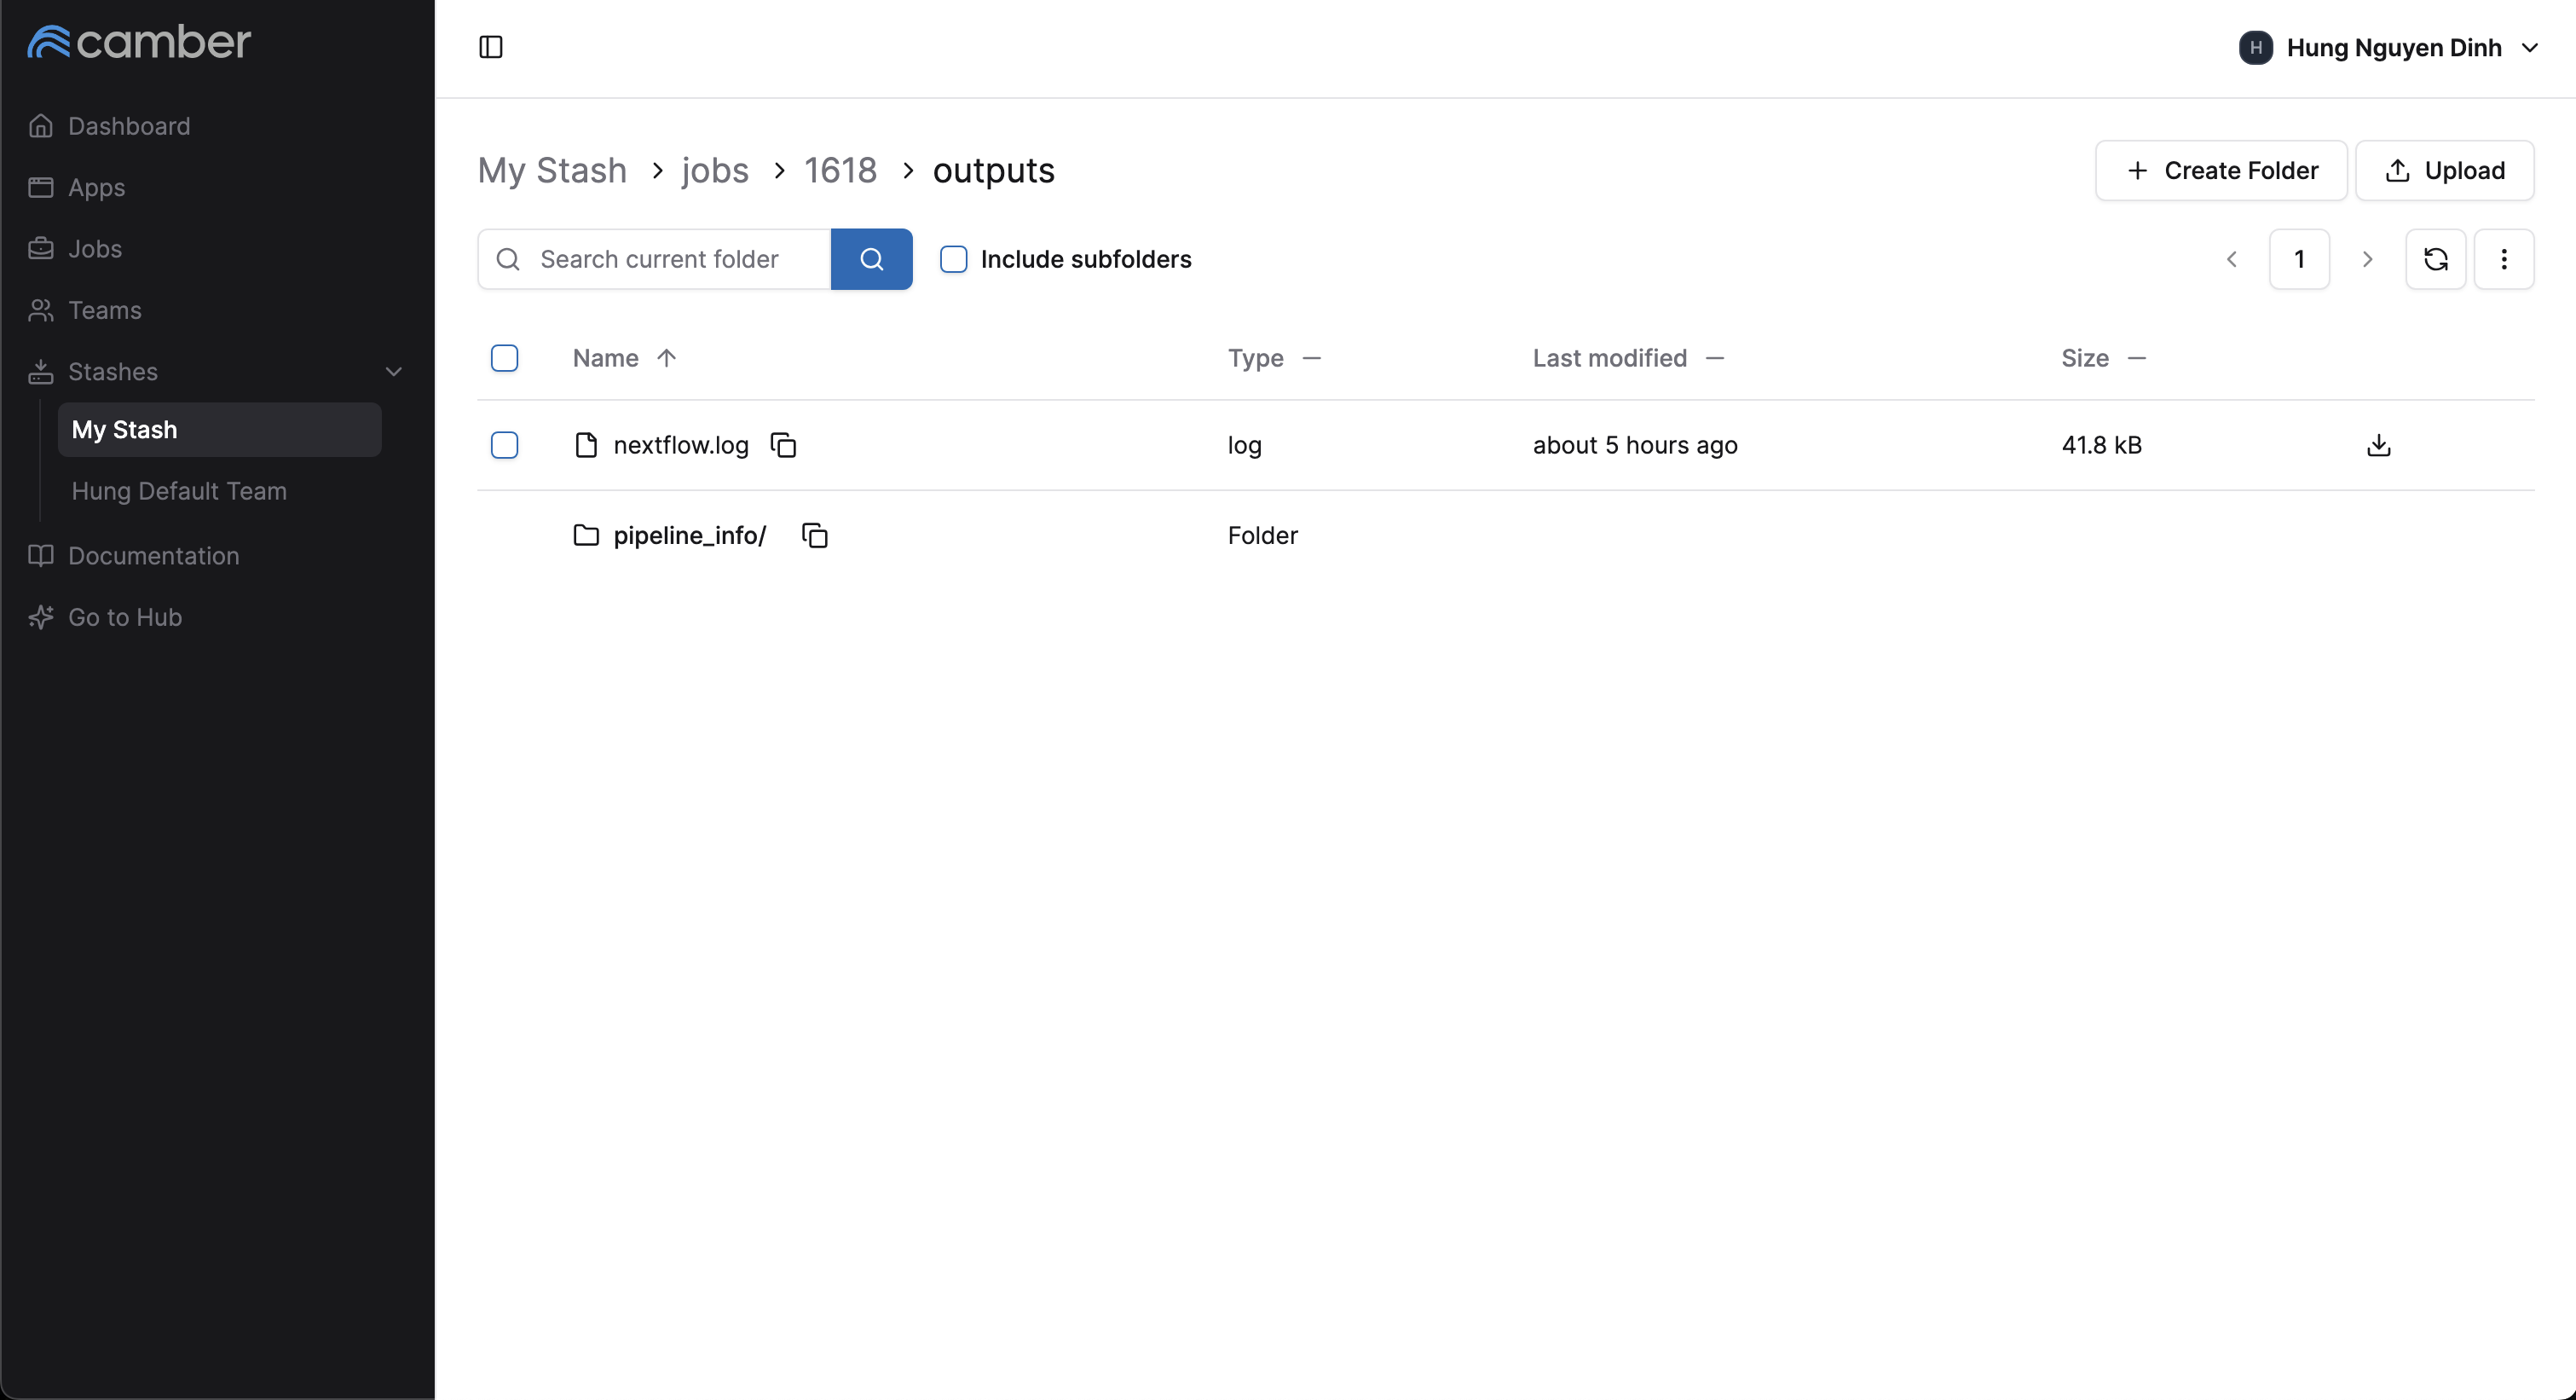 camber
Dashboard
Apps
Jobs
Teams
Stashes
My Stash
Hung Default Team
Documentation
Go to Hub
H Hung Nguyen Dinh
My Stash > jobs > 1618 > outputs
Create Folder
Upload
Search current folder
Include subfolders
1
Name Type Last modified Size
nextflow.log log about 5 hours ago 41.8 kB
pipeline_info/ Folder